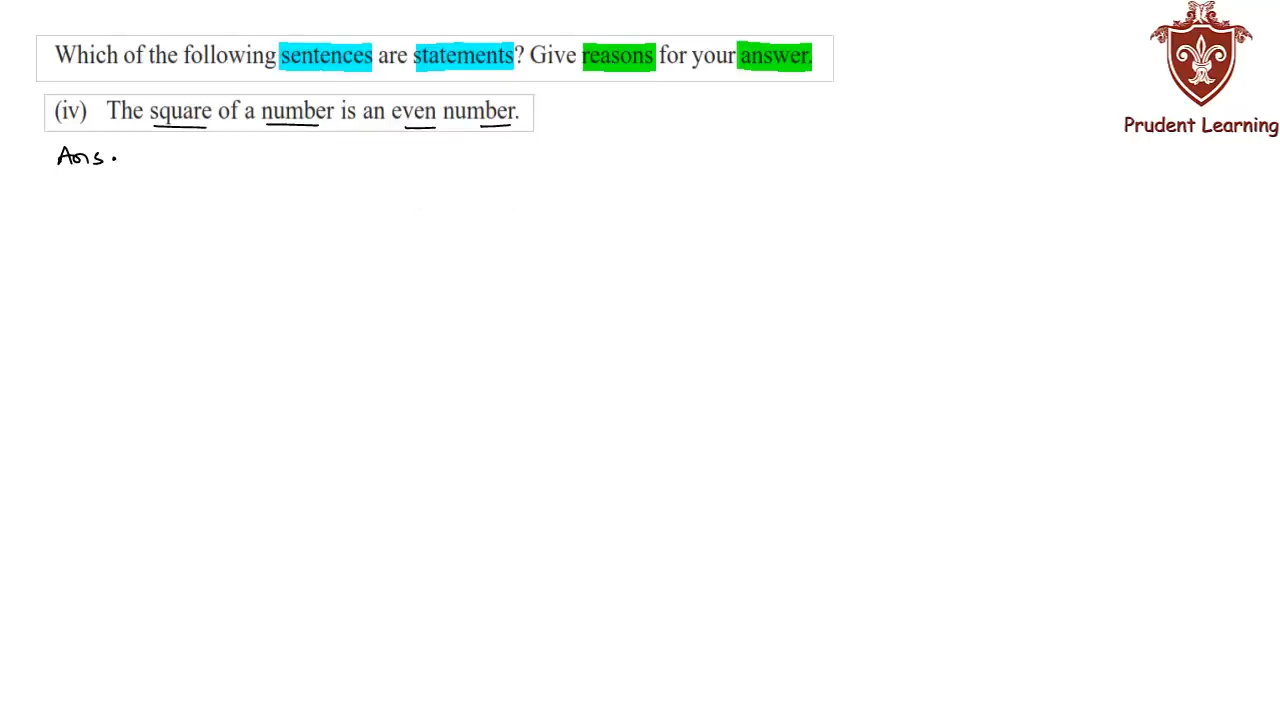 Which of the following sentences are statements? Give reasons for your answer.
(iv) The square of a number is an even number.
Ans.
Prudent Learning